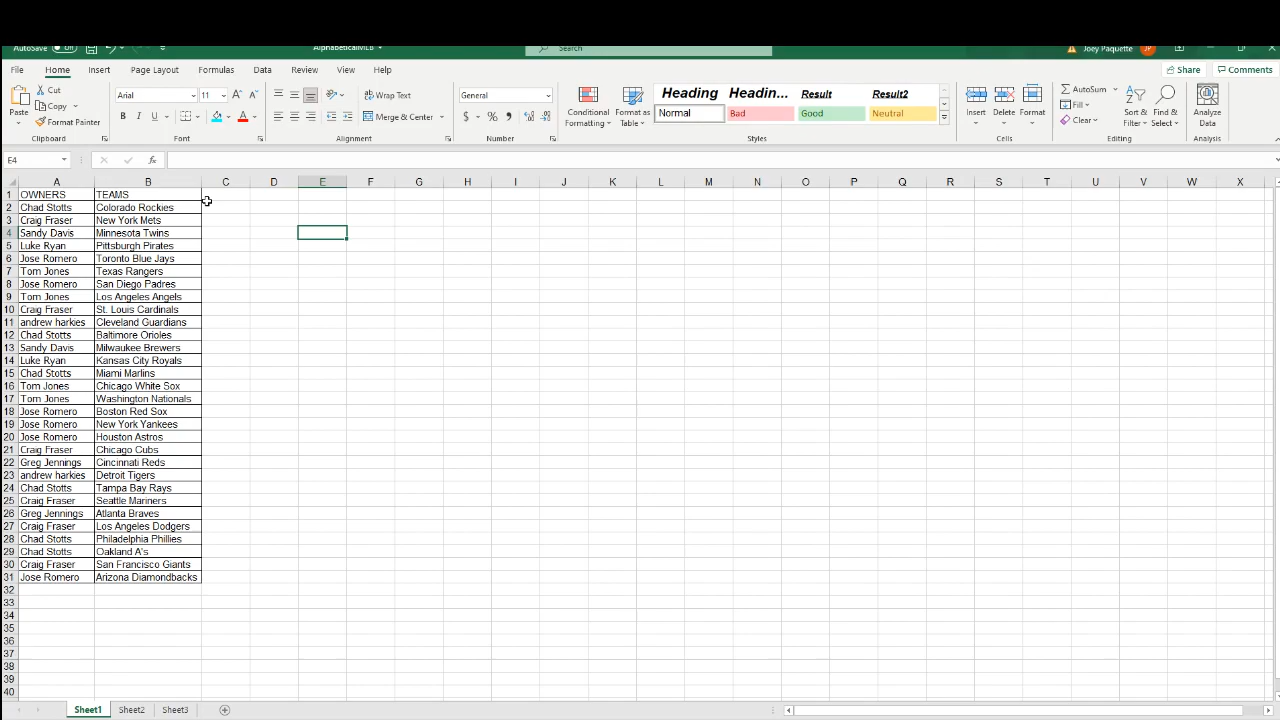 AutoSave Off AlphabeticalMLB Search Joey Paquette JP
File Home Insert Page Layout Formulas Data Review View Help Share Comments
Paste Cut Copy Format Painter Clipboard
Arial 11 B I U A A A Font
Wrap Text Merge & Center Alignment
General $ % , Number
Conditional Formatting Format as Table
Heading Headin... Result Result2
Normal Bad Good Neutral Styles
Insert Delete Format Cells
AutoSum Fill Clear Sort & Filter Find & Select Editing
Analyze Data Analysis
E4 fx
A B C D E F G H I J K L M N O P Q R S T U V W X
1 OWNERS TEAMS
2 Chad Stotts Colorado Rockies
3 Craig Fraser New York Mets
4 Sandy Davis Minnesota Twins
5 Luke Ryan Pittsburgh Pirates
6 Jose Romero Toronto Blue Jays
7 Tom Jones Texas Rangers
8 Jose Romero San Diego Padres
9 Tom Jones Los Angeles Angels
10 Craig Fraser St. Louis Cardinals
11 andrew harkies Cleveland Guardians
12 Chad Stotts Baltimore Orioles
13 Sandy Davis Milwaukee Brewers
14 Luke Ryan Kansas City Royals
15 Chad Stotts Miami Marlins
16 Tom Jones Chicago White Sox
17 Tom Jones Washington Nationals
18 Jose Romero Boston Red Sox
19 Jose Romero New York Yankees
20 Jose Romero Houston Astros
21 Craig Fraser Chicago Cubs
22 Greg Jennings Cincinnati Reds
23 andrew harkies Detroit Tigers
24 Chad Stotts Tampa Bay Rays
25 Craig Fraser Seattle Mariners
26 Greg Jennings Atlanta Braves
27 Craig Fraser Los Angeles Dodgers
28 Chad Stotts Philadelphia Phillies
29 Chad Stotts Oakland A's
30 Craig Fraser San Francisco Giants
31 Jose Romero Arizona Diamondbacks
32
33
34
35
36
37
38
39
40
Sheet1 Sheet2 Sheet3